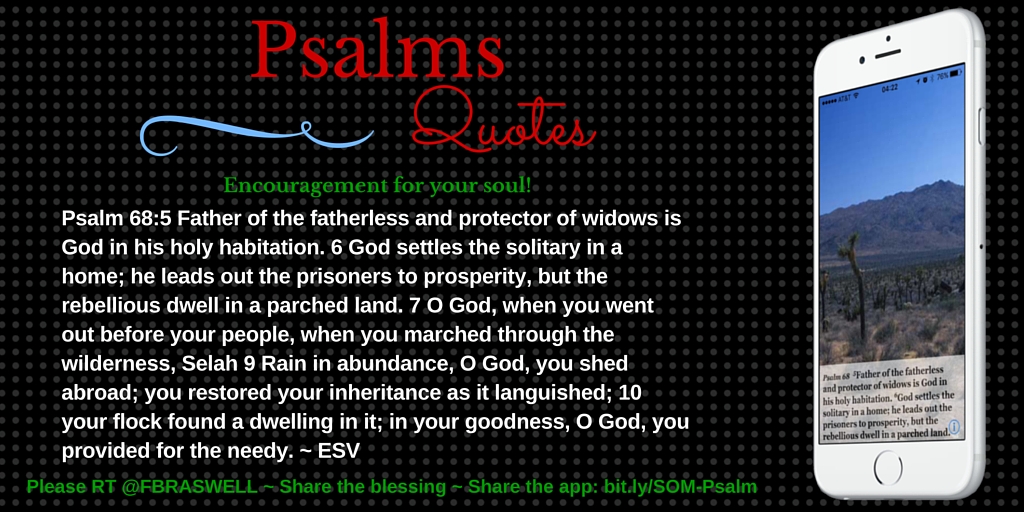 Psalms
Quotes
Encouragement for your soul!
Psalm 68:5 Father of the fatherless and protector of widows is
God in his holy habitation. 6 God settles the solitary in a
home; he leads out the prisoners to prosperity, but the
rebellious dwell in a parched land. 7 O God, when you went
out before your people, when you marched through the
wilderness, Selah 9 Rain in abundance, O God, you shed
abroad; you restored your inheritance as it languished; 10
your flock found a dwelling in it; in your goodness, O God, you
provided for the needy. ~ ESV
Please RT @FBRASWELL ~ Share the blessing ~ Share the app: bit.ly/SOM-Psalm
AT&T 04:22 76%
Psalm 68 5Father of the fatherless
and protector of widows is God in
his holy habitation. 6God settles the
solitary in a home; he leads out the
prisoners to prosperity, but the
rebellious dwell in a parched land.